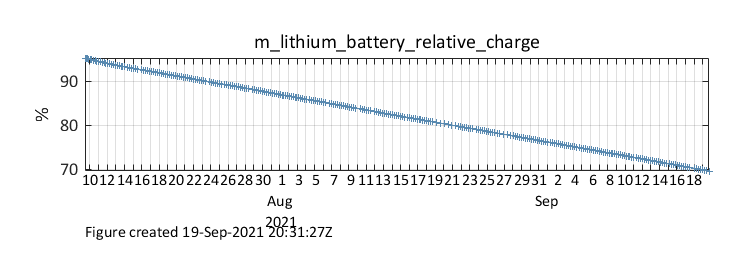 m_lithium_battery_relative_charge
%
90
80
70
10 12 14 16 18 20 22 24 26 28 30 1 3 5 7 9 11 13 15 17 19 21 23 25 27 29 31 2 4 6 8 10 12 14 16 18
Aug Sep
2021
Figure created 19-Sep-2021 20:31:27Z